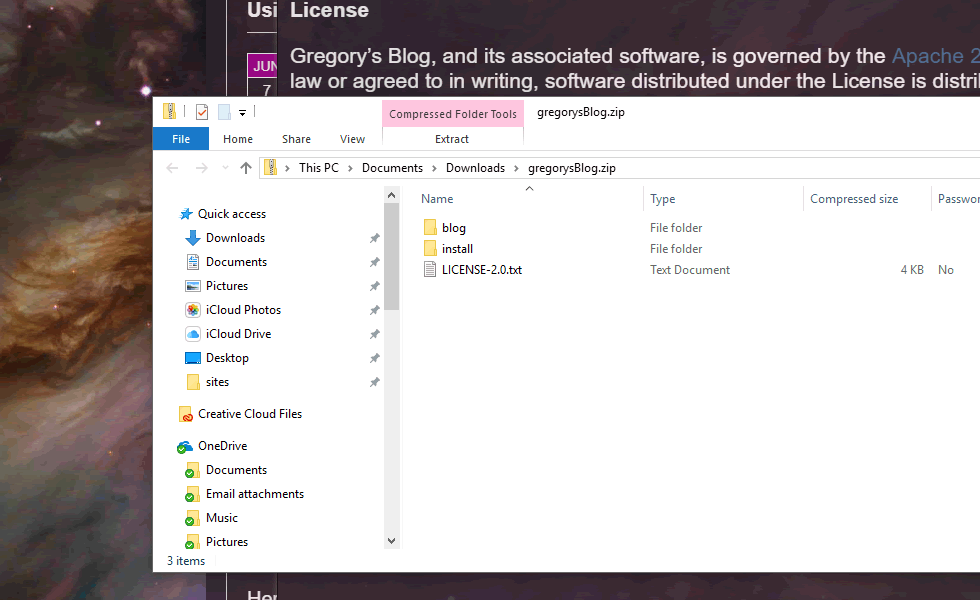 Usi
License
Gregory's Blog, and its associated software, is governed by the Apache 2
JUN
law or agreed to in writing, software distributed under the License is distri
7
Compressed Folder Tools
gregorysBlog.zip
File
Home
Share
View
Extract
This PC > Documents > Downloads > gregorysBlog.zip
Name
Type
Compressed size
Passwor
Quick access
Downloads
Documents
Pictures
iCloud Photos
iCloud Drive
Desktop
sites
Creative Cloud Files
OneDrive
Documents
Email attachments
Music
Pictures
blog
File folder
install
File folder
LICENSE-2.0.txt
Text Document
4 KB
No
3 items